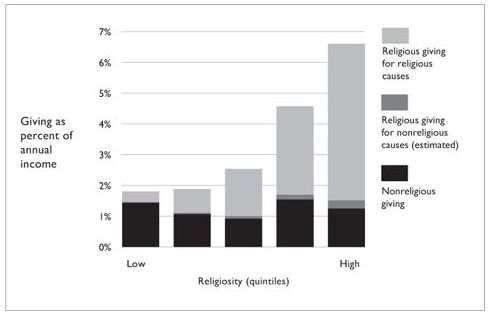 7%
6%
5%
4%
3%
2%
1%
0%
Giving as
percent of
annual
income
Low
High
Religiosity (quintiles)
Religious giving
for religious
causes
Religious giving
for nonreligious
causes (estimated)
Nonreligious
giving